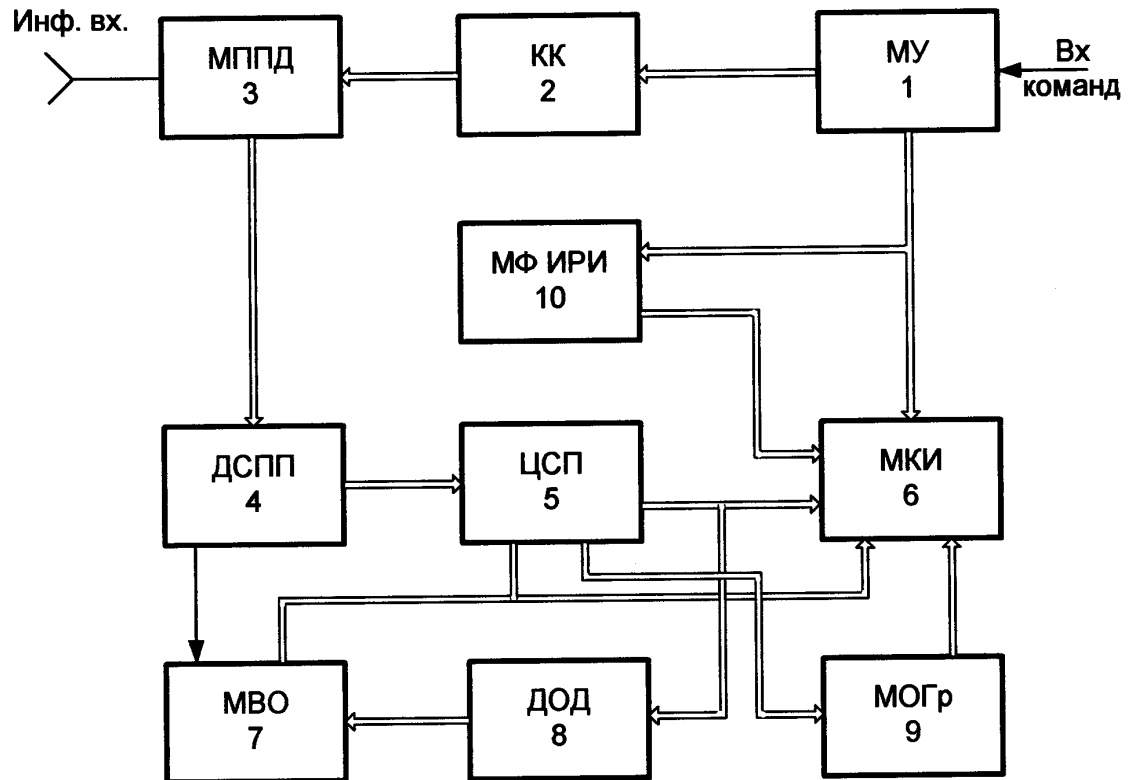 Инф. вх.
МППД
3
КК
2
МУ
1
Вх
команд
МФ ИРИ
10
ДСПП
4
ЦСП
5
МКИ
6
МВО
7
ДОД
8
МОГр
9